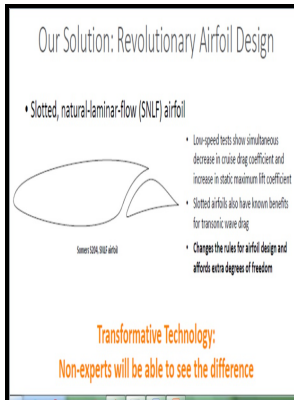 Our Solution: Revolutionary Airfoil Design
• Slotted, natural-laminar-flow (SNLF) airfoil
• Low-speed tests show simultaneous
decrease in cruise drag coefficient and
increase in static maximum lift coefficient
• Slotted airfoils also have known benefits
for transonic wave drag
• Changes the rules for airfoil design and
affords extra degrees of freedom
Somers S204, SNLF airfoil
Transformative Technology:
Non-experts will be able to see the difference